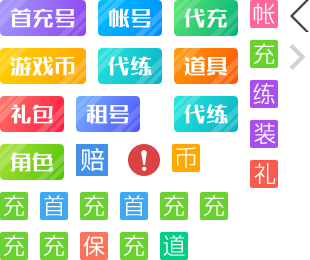 首充号 帐号 代充 帐
游戏币 代练 道具 充
礼包 租号 代练 练
装
角色 赔 ! 币 礼
充 首 充 首 充 充
充 充 保 充 道